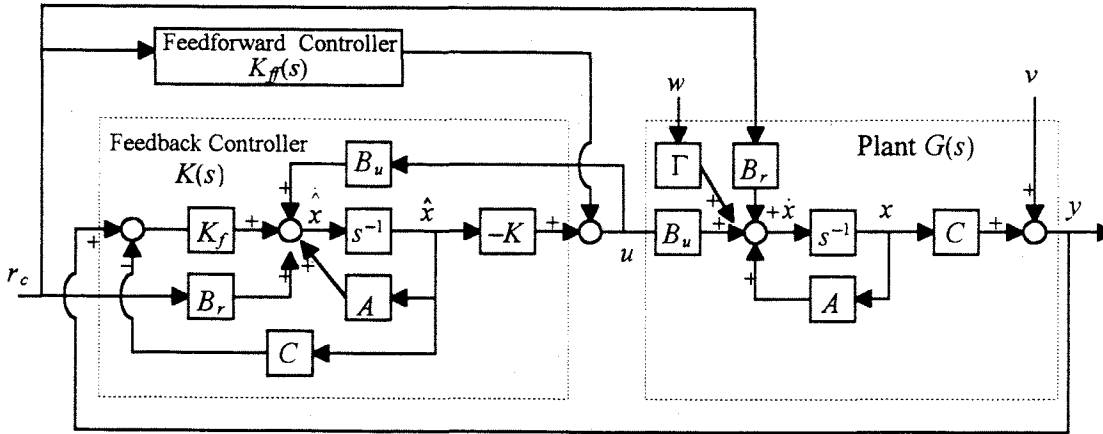 Feedforward Controller
K_ff(s)
w
v
Feedback Controller
K(s)
B_u
Γ
B_r
Plant G(s)
+
+
+
+
K_f
+
x̂̇
s⁻¹
x̂
-K
+
u
B_u
+
+
+
ẋ
s⁻¹
x
C
+
y
-
+
+
+
r_c
B_r
A
A
C
+